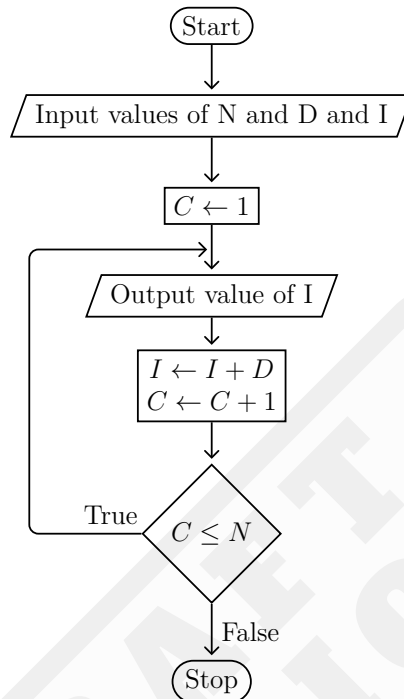 Start
Input values of N and D and I
C ← 1
Output value of I
I ← I + D
C ← C + 1
True
C ≤ N
False
Stop